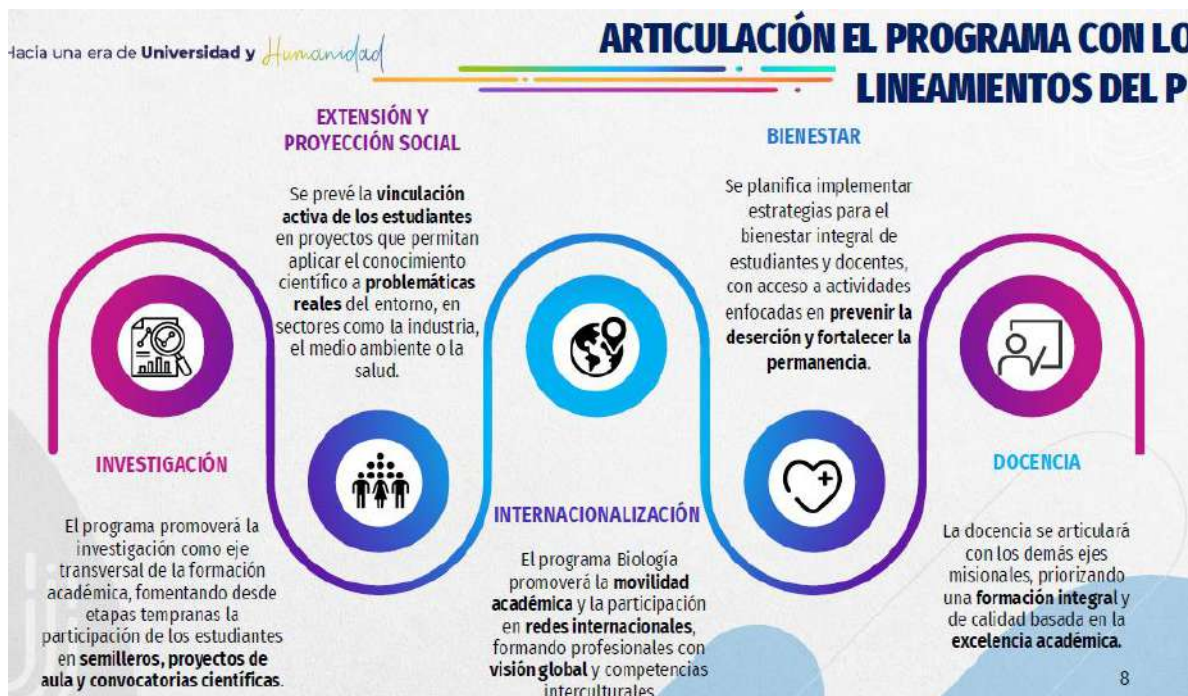 Hacia una era de Universidad y Humanidad
ARTICULACIÓN EL PROGRAMA CON LO
LINEAMIENTOS DEL P
EXTENSIÓN Y
PROYECCIÓN SOCIAL
Se prevé la vinculación
activa de los estudiantes
en proyectos que permitan
aplicar el conocimiento
científico a problemáticas
reales del entorno, en
sectores como la industria,
el medio ambiente o la
salud.
BIENESTAR
Se planifica implementar
estrategias para el
bienestar integral de
estudiantes y docentes,
con acceso a actividades
enfocadas en prevenir la
deserción y fortalecer la
permanencia.
INVESTIGACIÓN
El programa promoverá la
investigación como eje
transversal de la formación
académica, fomentando desde
etapas tempranas la
participación de los estudiantes
en semilleros, proyectos de
aula y convocatorias científicas.
INTERNACIONALIZACIÓN
El programa Biología
promoverá la movilidad
académica y la participación
en redes internacionales,
formando profesionales con
visión global y competencias
interculturales
DOCENCIA
La docencia se articulará
con los demás ejes
misionales, priorizando
una formación integral y
de calidad basada en la
excelencia académica.
8